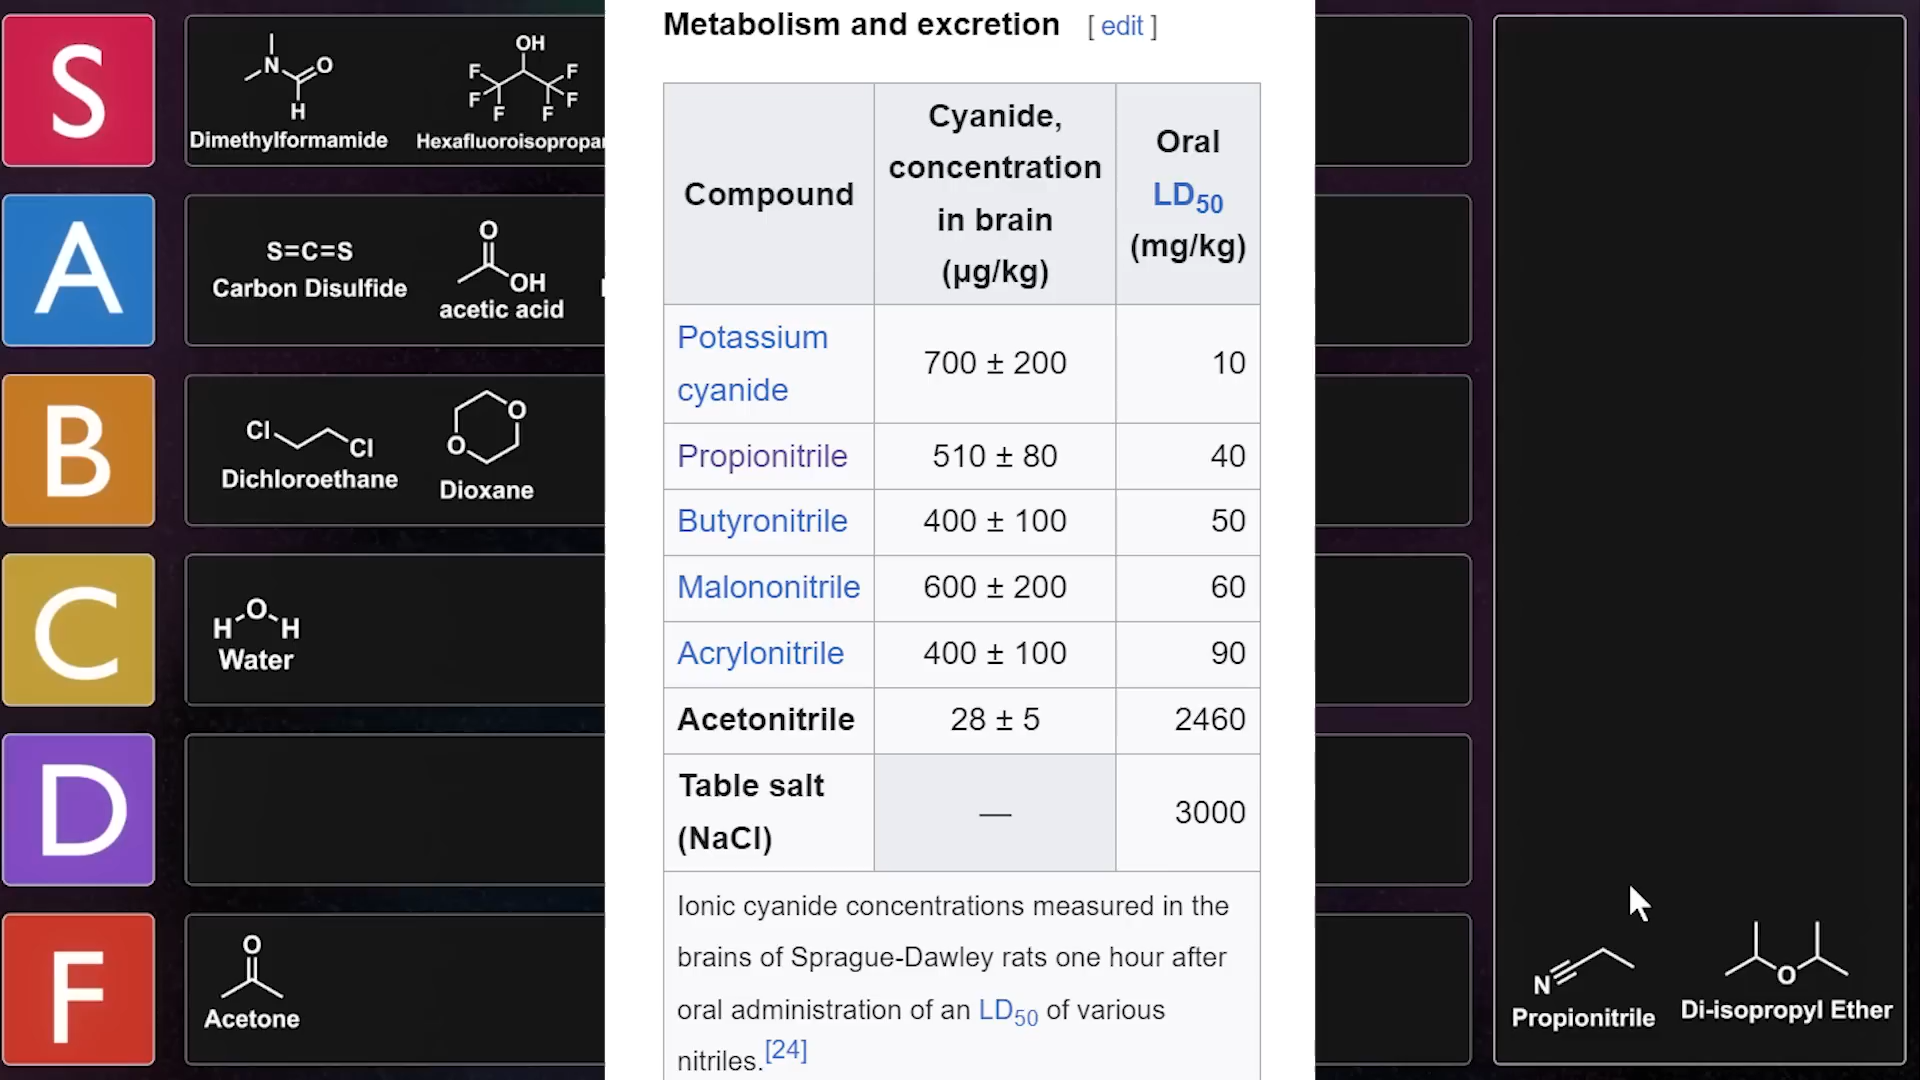 S
N
O
H
Dimethylformamide
OH
F
F
F
F
F
F
Hexafluoroisopropa
A
S=C=S
Carbon Disulfide
O
OH
acetic acid
B
Cl
Cl
Dichloroethane
O
O
Dioxane
C
H O H
Water
D
F
O
Acetone
Metabolism and excretion [ edit ]
Compound
Cyanide,
concentration
in brain
(μg/kg)
Oral
LD50
(mg/kg)
Potassium
cyanide
700 ± 200
10
Propionitrile 510 ± 80 40
Butyronitrile 400 ± 100 50
Malononitrile 600 ± 200 60
Acrylonitrile 400 ± 100 90
Acetonitrile 28 ± 5 2460
Table salt
(NaCl)
—
3000
Ionic cyanide concentrations measured in the
brains of Sprague-Dawley rats one hour after
oral administration of an LD50 of various
nitriles.[24]
N
Propionitrile
O
Di-isopropyl Ether